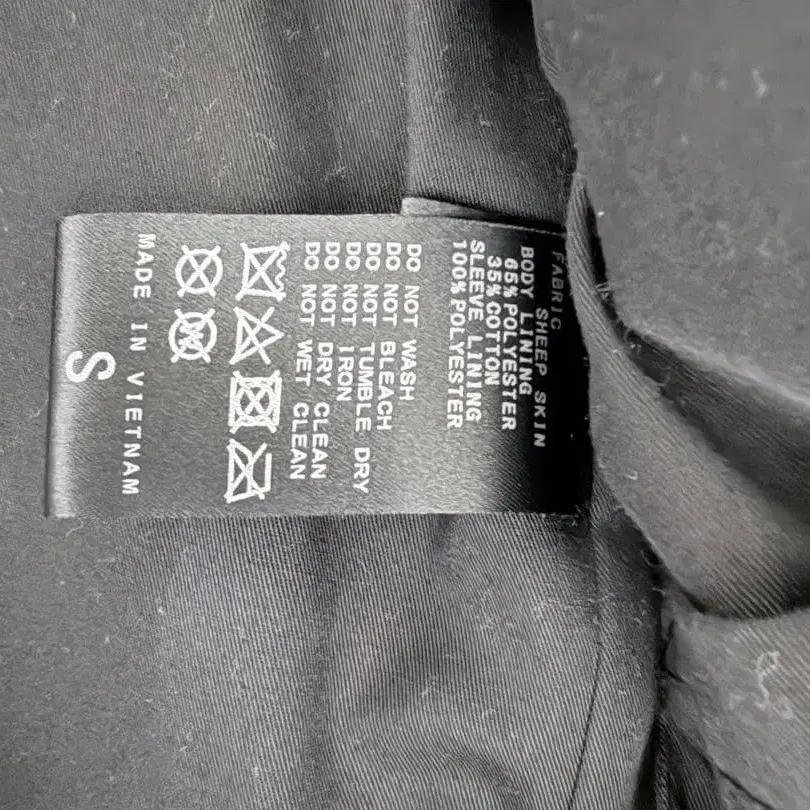 FABRIC
SHEEP SKIN
BODY LINING
65% POLYESTER
35% COTTON
SLEEVE LINING
100% POLYESTER
DO NOT WASH
DO NOT BLEACH
DO NOT TUMBLE DRY
DO NOT IRON
DO NOT DRY CLEAN
DO NOT WET CLEAN
W
MADE IN VIETNAM
S